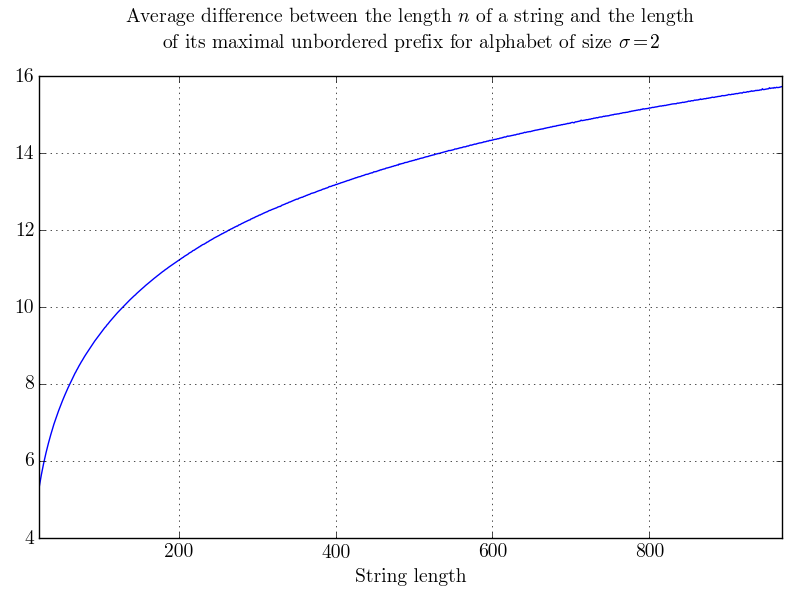 Average difference between the length n of a string and the length
of its maximal unbordered prefix for alphabet of size σ=2
16
14
12
10
8
6
4
200 400 600 800
String length